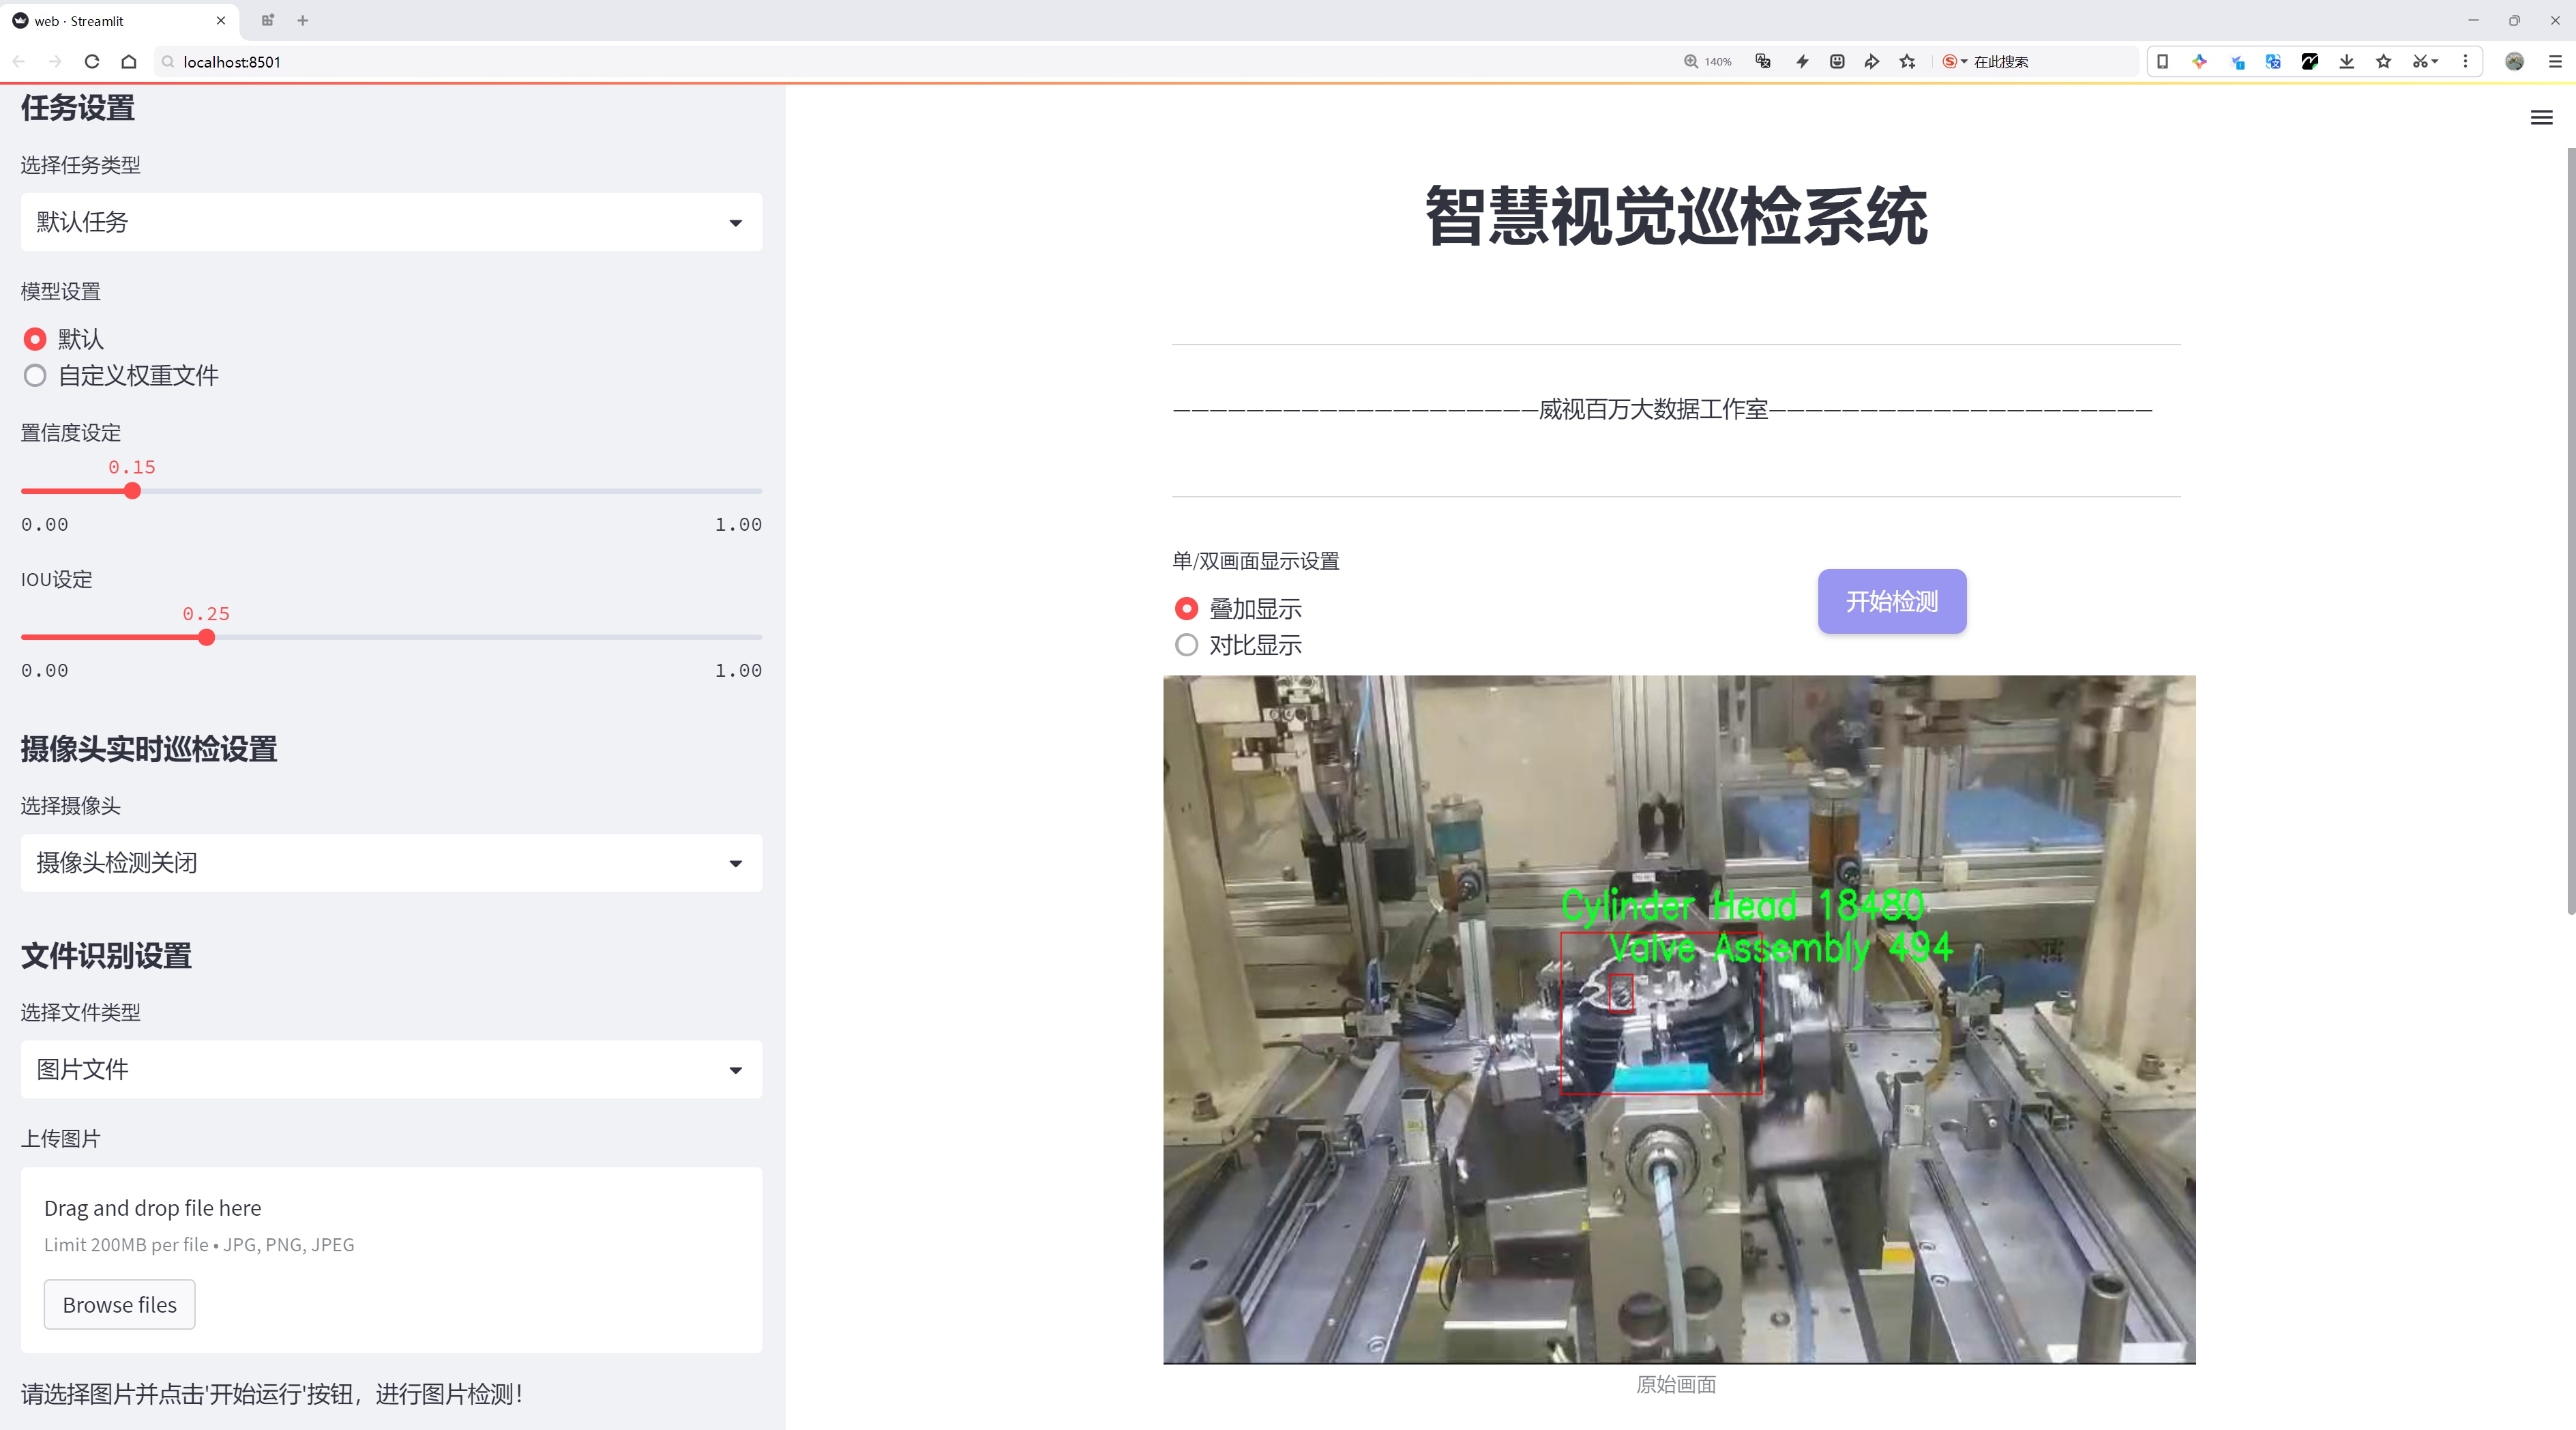 web · Streamlit
localhost:8501
140%
在此搜索
任务设置
选择任务类型
默认任务
模型设置
默认
自定义权重文件
置信度设定
0.15
0.00 1.00
IOU设定
0.25
0.00 1.00
摄像头实时巡检设置
选择摄像头
摄像头检测关闭
文件识别设置
选择文件类型
图片文件
上传图片
Drag and drop file here
Limit 200MB per file • JPG, PNG, JPEG
Browse files
请选择图片并点击'开始运行'按钮，进行图片检测！
智慧视觉巡检系统
————————————————————威视百万大数据工作室—————————————————————
单/双画面显示设置
叠加显示
对比显示
开始检测
Cylinder Head 18480
Valve Assembly 494
原始画面